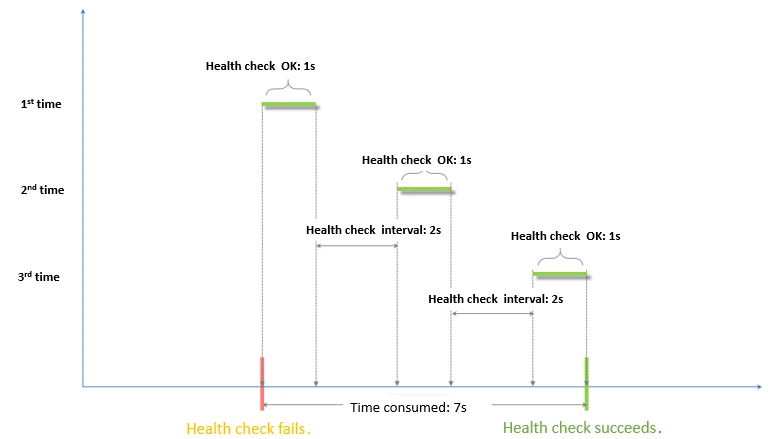 Health check OK: 1s
1st time
Health check OK: 1s
2nd time
Health check interval: 2s
Health check OK: 1s
3rd time
Health check interval: 2s
Time consumed: 7s
Health check fails.
Health check succeeds.